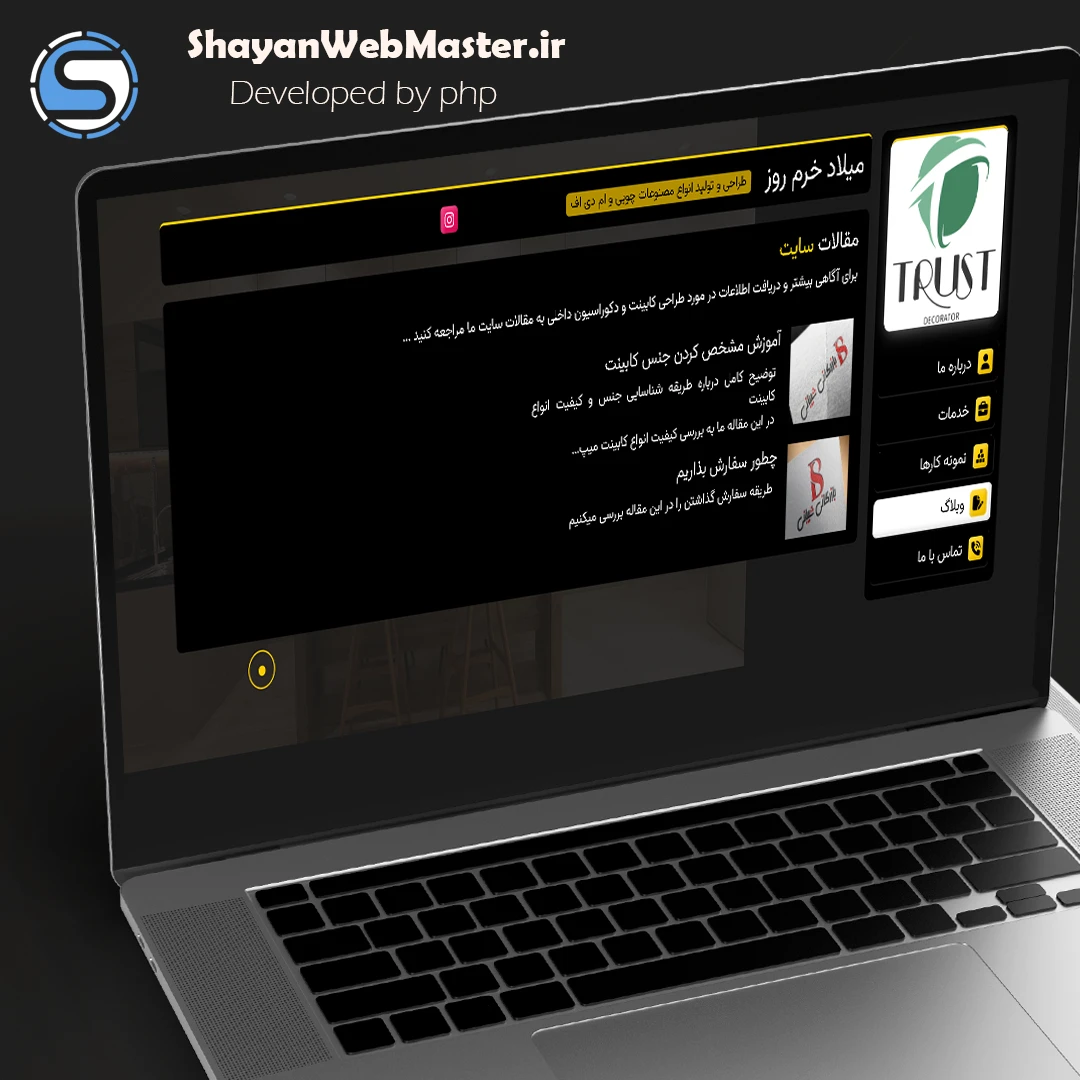 ShayanWebMaster.ir
Developed by php
میلاد خرم روز
طراحی و تولید انواع مصنوعات چوبی و ام دی اف
مقالات سایت
برای آگاهی بیشتر و دریافت اطلاعات در مورد طراحی کابینت و دکوراسیون داخلی به مقالات سایت ما مراجعه کنید ...
آموزش مشخص کردن جنس کابینت
توضیح کامی درباره طریقه شناسایی جنس و کیفیت انواع
کابینت
در این مقاله ما به بررسی کیفیت انواع کابینت میپ...
چطور سفارش بذاریم
طریقه سفارش گذاشتن را در این مقاله بررسی میکنیم
TRUST
DECORATOR
درباره ما
خدمات
نمونه کارها
وبلاگ
تماس با ما